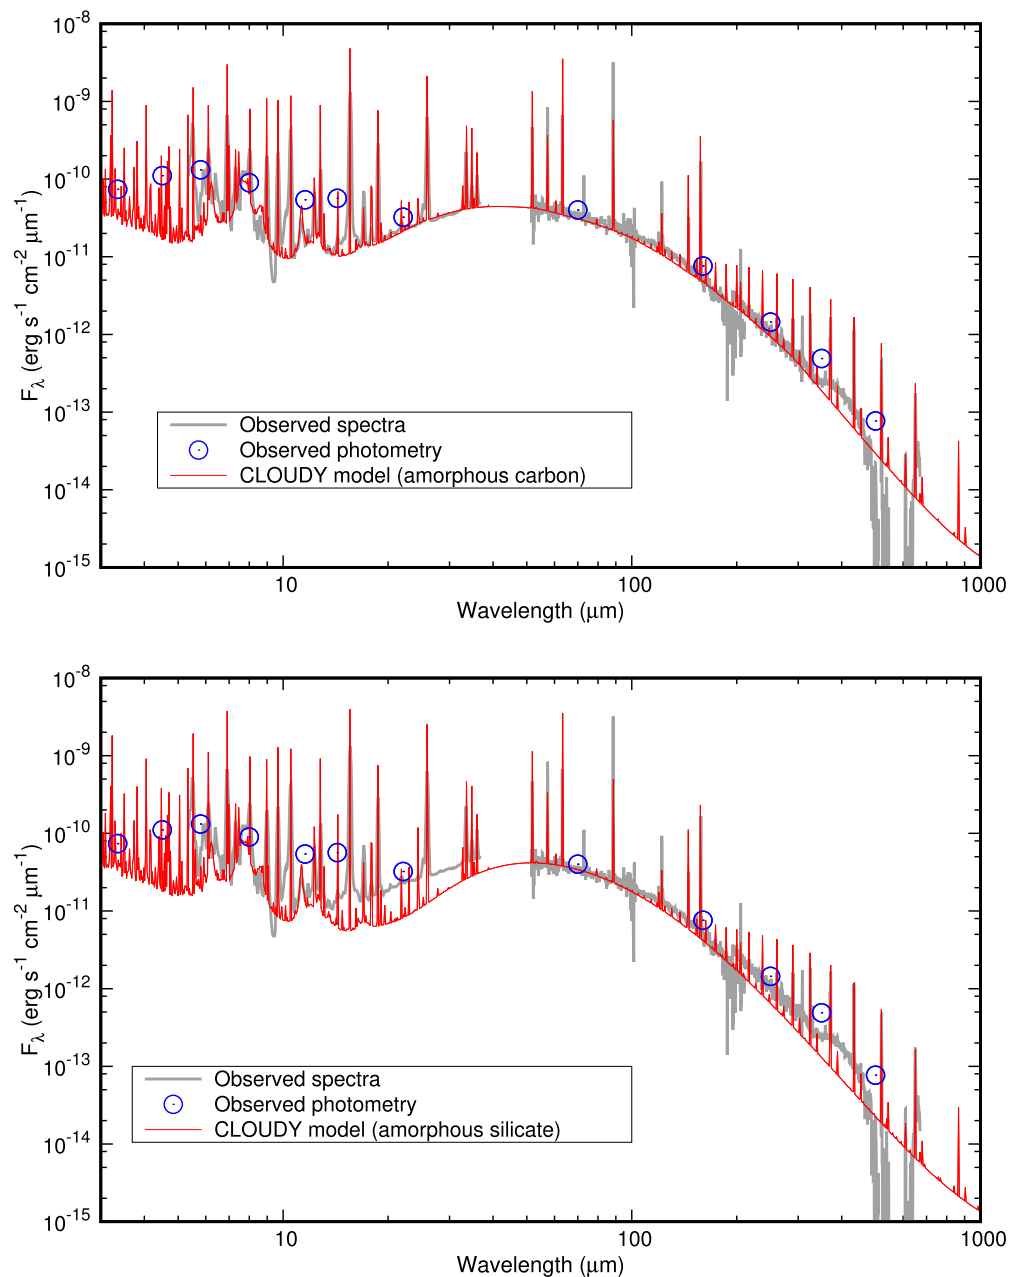 10⁻⁸
10⁻⁹
10⁻¹⁰
10⁻¹¹
10⁻¹²
10⁻¹³
10⁻¹⁴
10⁻¹⁵
F_λ (erg s⁻¹ cm⁻² μm⁻¹)
Observed spectra
Observed photometry
CLOUDY model (amorphous carbon)
10 100 1000
Wavelength (μm)
10⁻⁸
10⁻⁹
10⁻¹⁰
10⁻¹¹
10⁻¹²
10⁻¹³
10⁻¹⁴
10⁻¹⁵
F_λ (erg s⁻¹ cm⁻² μm⁻¹)
Observed spectra
Observed photometry
CLOUDY model (amorphous silicate)
10 100 1000
Wavelength (μm)